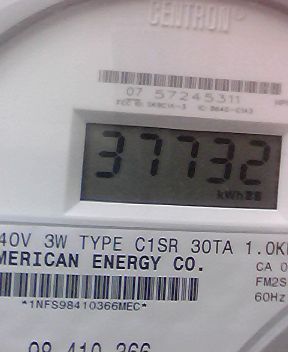 CENTRON®
07 57245311
37732
kWh
40V 3W TYPE C1SR 30TA 1.0K
MERICAN ENERGY CO.
CA 0
FM2S
60Hz
*1NFS98410366MEC*
98 410 366